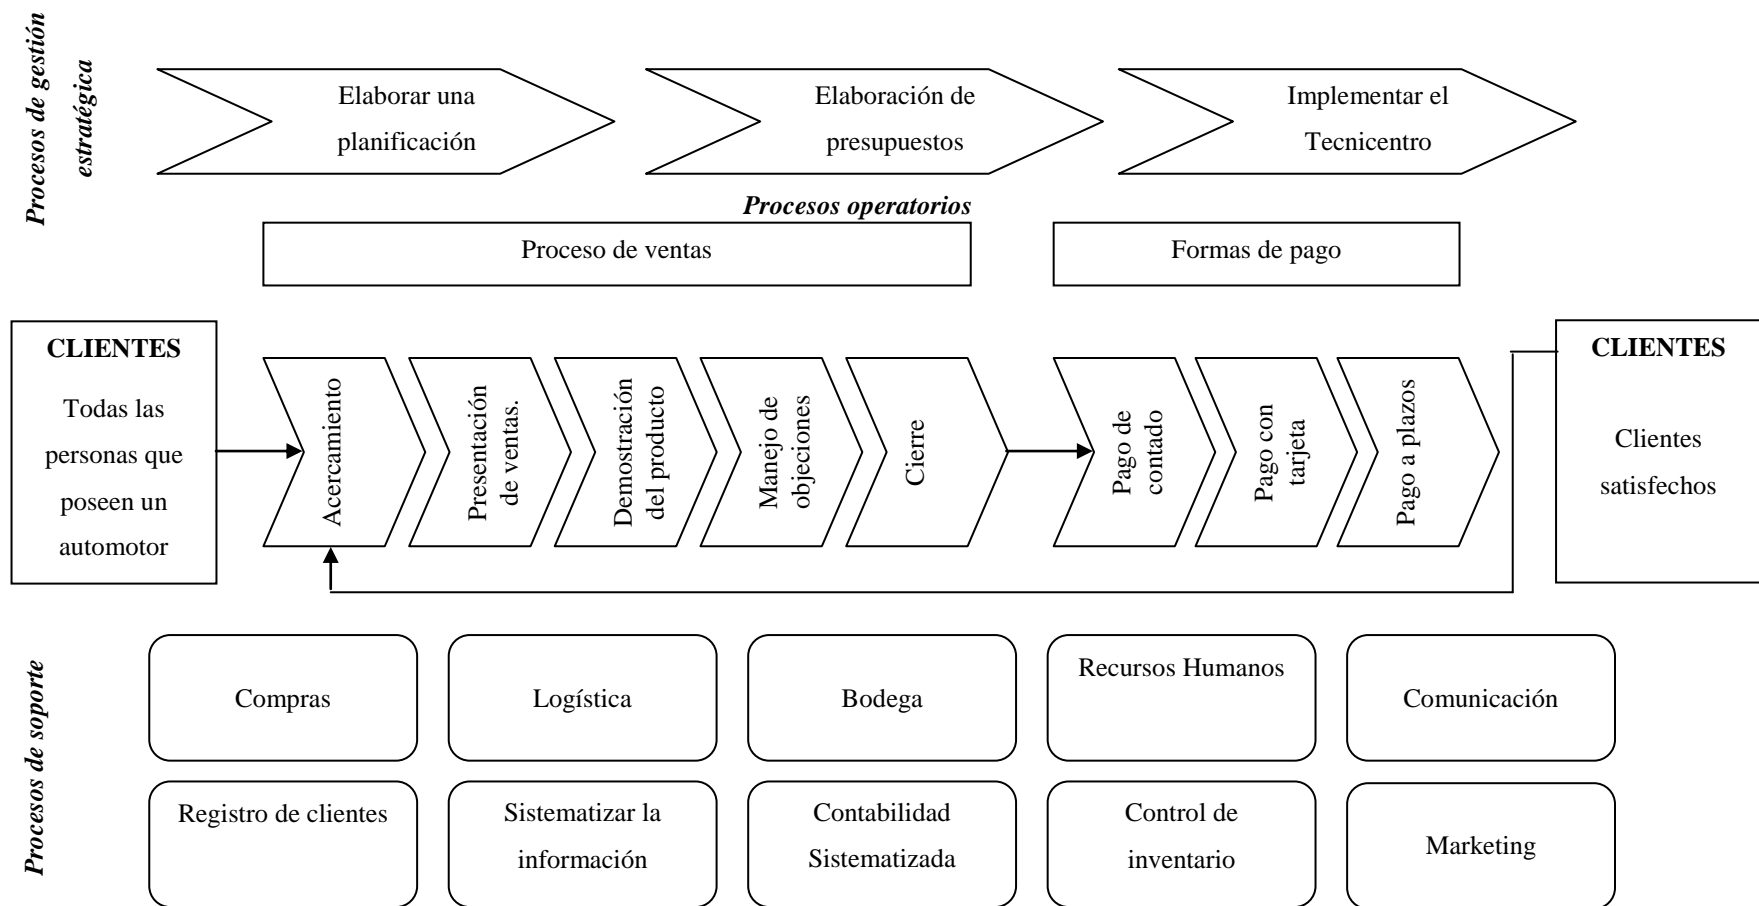 Procesos de gestión
estratégica
Elaborar una
planificación
Elaboración de
presupuestos
Implementar el
Tecnicentro
Procesos operatorios
Proceso de ventas
Formas de pago
CLIENTES
Todas las
personas que
poseen un
automotor
Acercamiento
Presentación
de ventas.
Demostración
del producto
Manejo de
objeciones
Cierre
Pago de
contado
Pago con
tarjeta
Pago a plazos
CLIENTES
Clientes
satisfechos
Procesos de soporte
Compras
Logística
Bodega
Recursos Humanos
Comunicación
Registro de clientes
Sistematizar la
información
Contabilidad
Sistematizada
Control de
inventario
Marketing